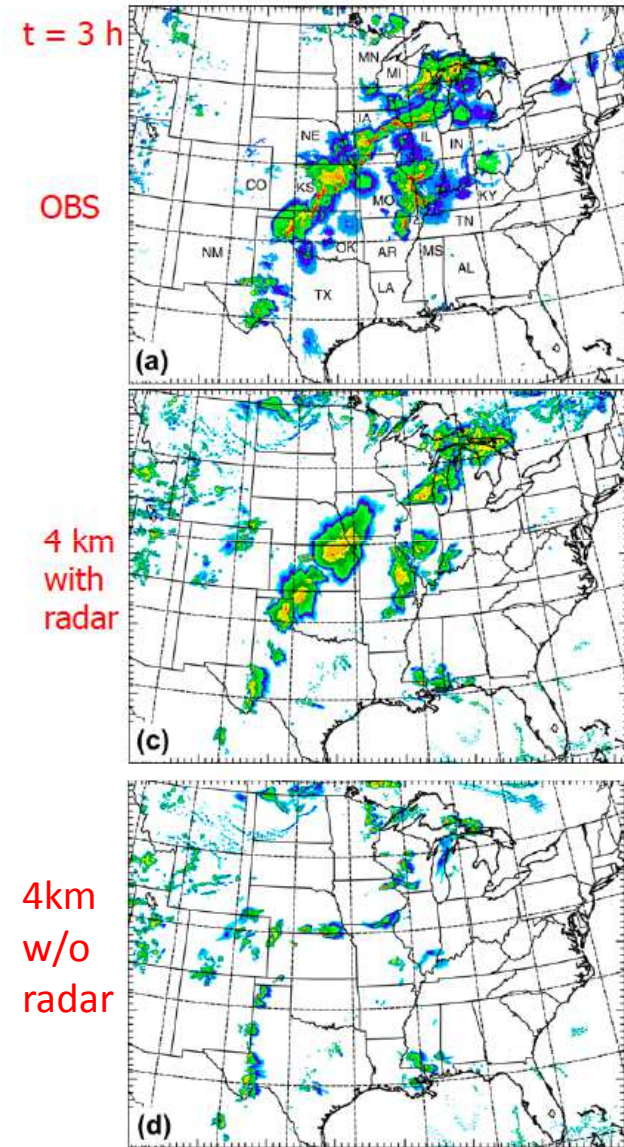 t = 3 h
OBS
MN
MI
IA
NE
IL
IN
CO
KS
MO
KY
TN
OK
AR
MS
NM
AL
TX
LA
(a)
4 km
with
radar
(c)
4km
w/o
radar
(d)